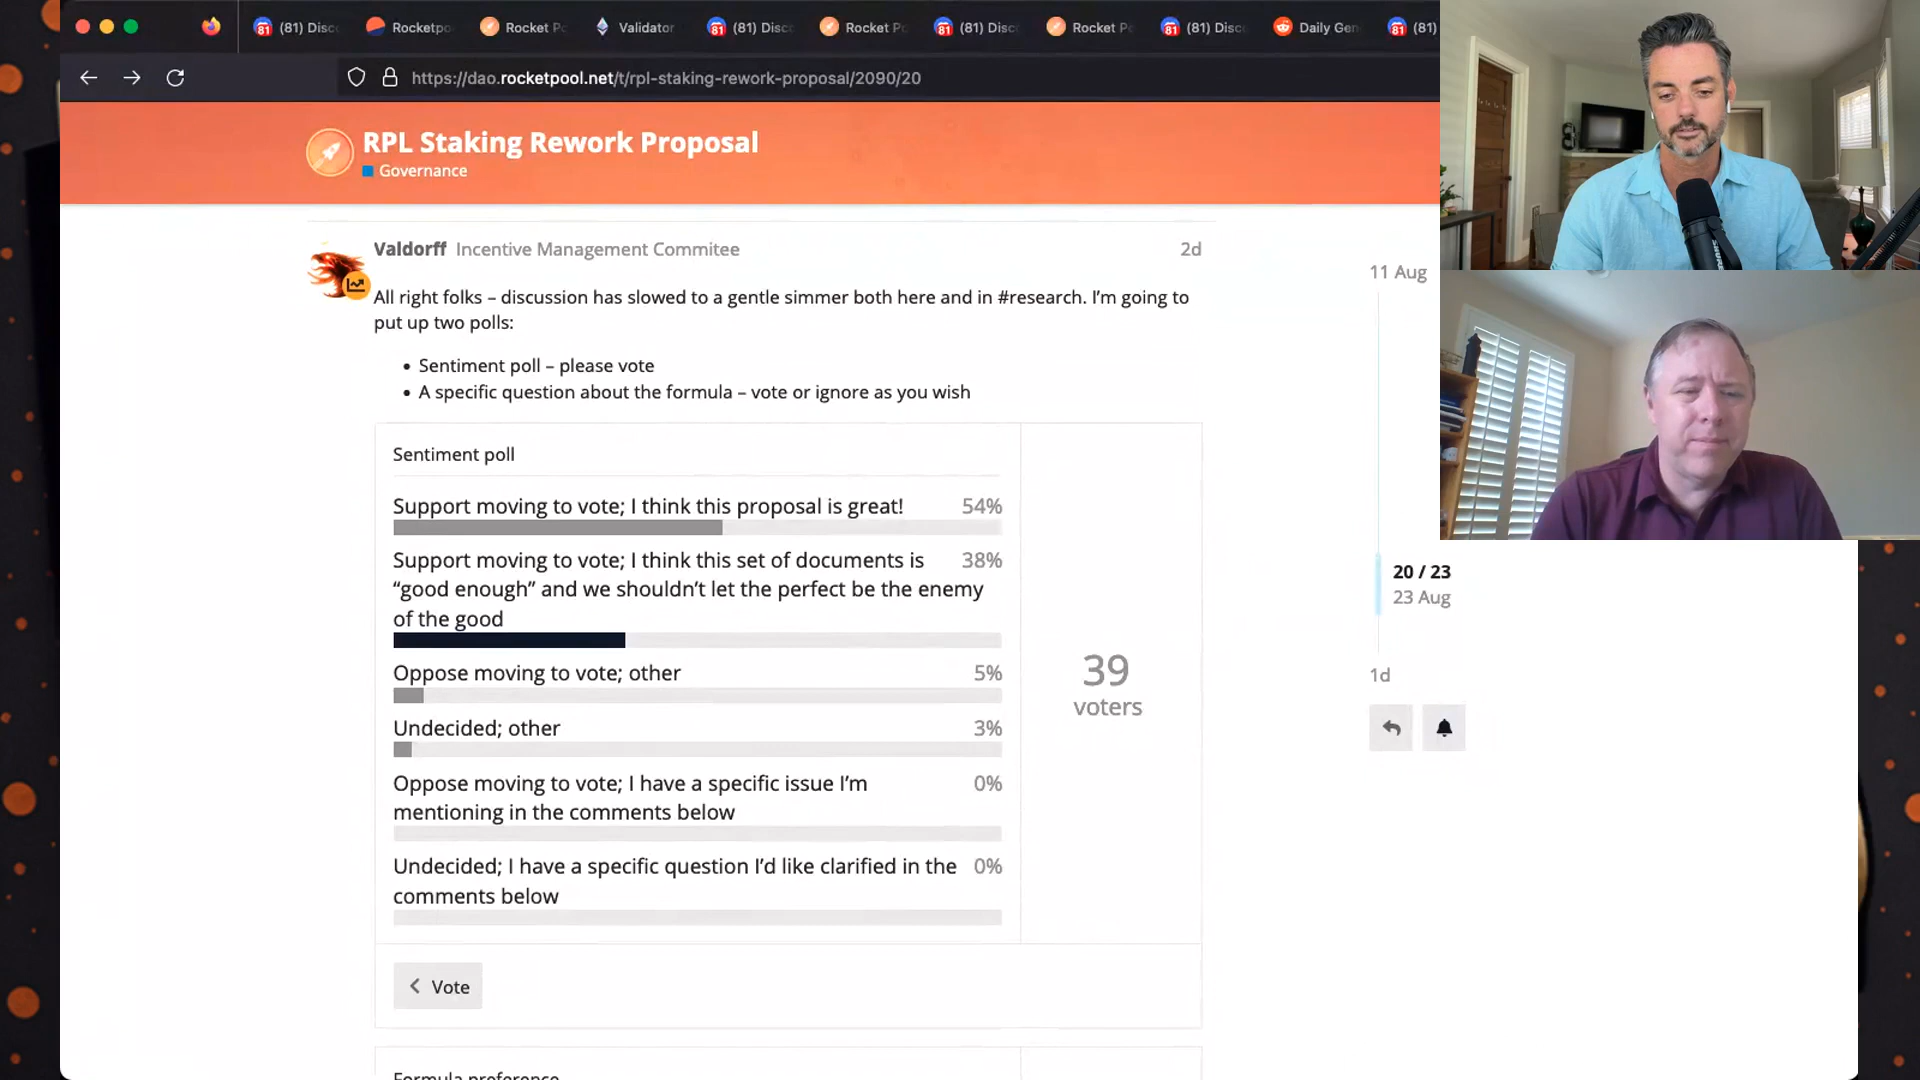 81 (81) Disc
Rocketpo
Rocket P
Validator
81 (81) Disc
Rocket P
81 (81) Disc
Rocket P
81 (81) Disc
Daily Gen
81 (81)
https://dao.rocketpool.net/t/rpl-staking-rework-proposal/2090/20
RPL Staking Rework Proposal
Governance
Valdorff Incentive Management Commitee 2d
All right folks – discussion has slowed to a gentle simmer both here and in #research. I’m going to
put up two polls:
• Sentiment poll – please vote
• A specific question about the formula – vote or ignore as you wish
Sentiment poll
Support moving to vote; I think this proposal is great! 54%
Support moving to vote; I think this set of documents is 38%
“good enough” and we shouldn’t let the perfect be the enemy
of the good
Oppose moving to vote; other 5%
Undecided; other 3%
Oppose moving to vote; I have a specific issue I’m 0%
mentioning in the comments below
Undecided; I have a specific question I’d like clarified in the 0%
comments below
39
voters
Vote
Formula preference
11 Aug
20 / 23
23 Aug
1d